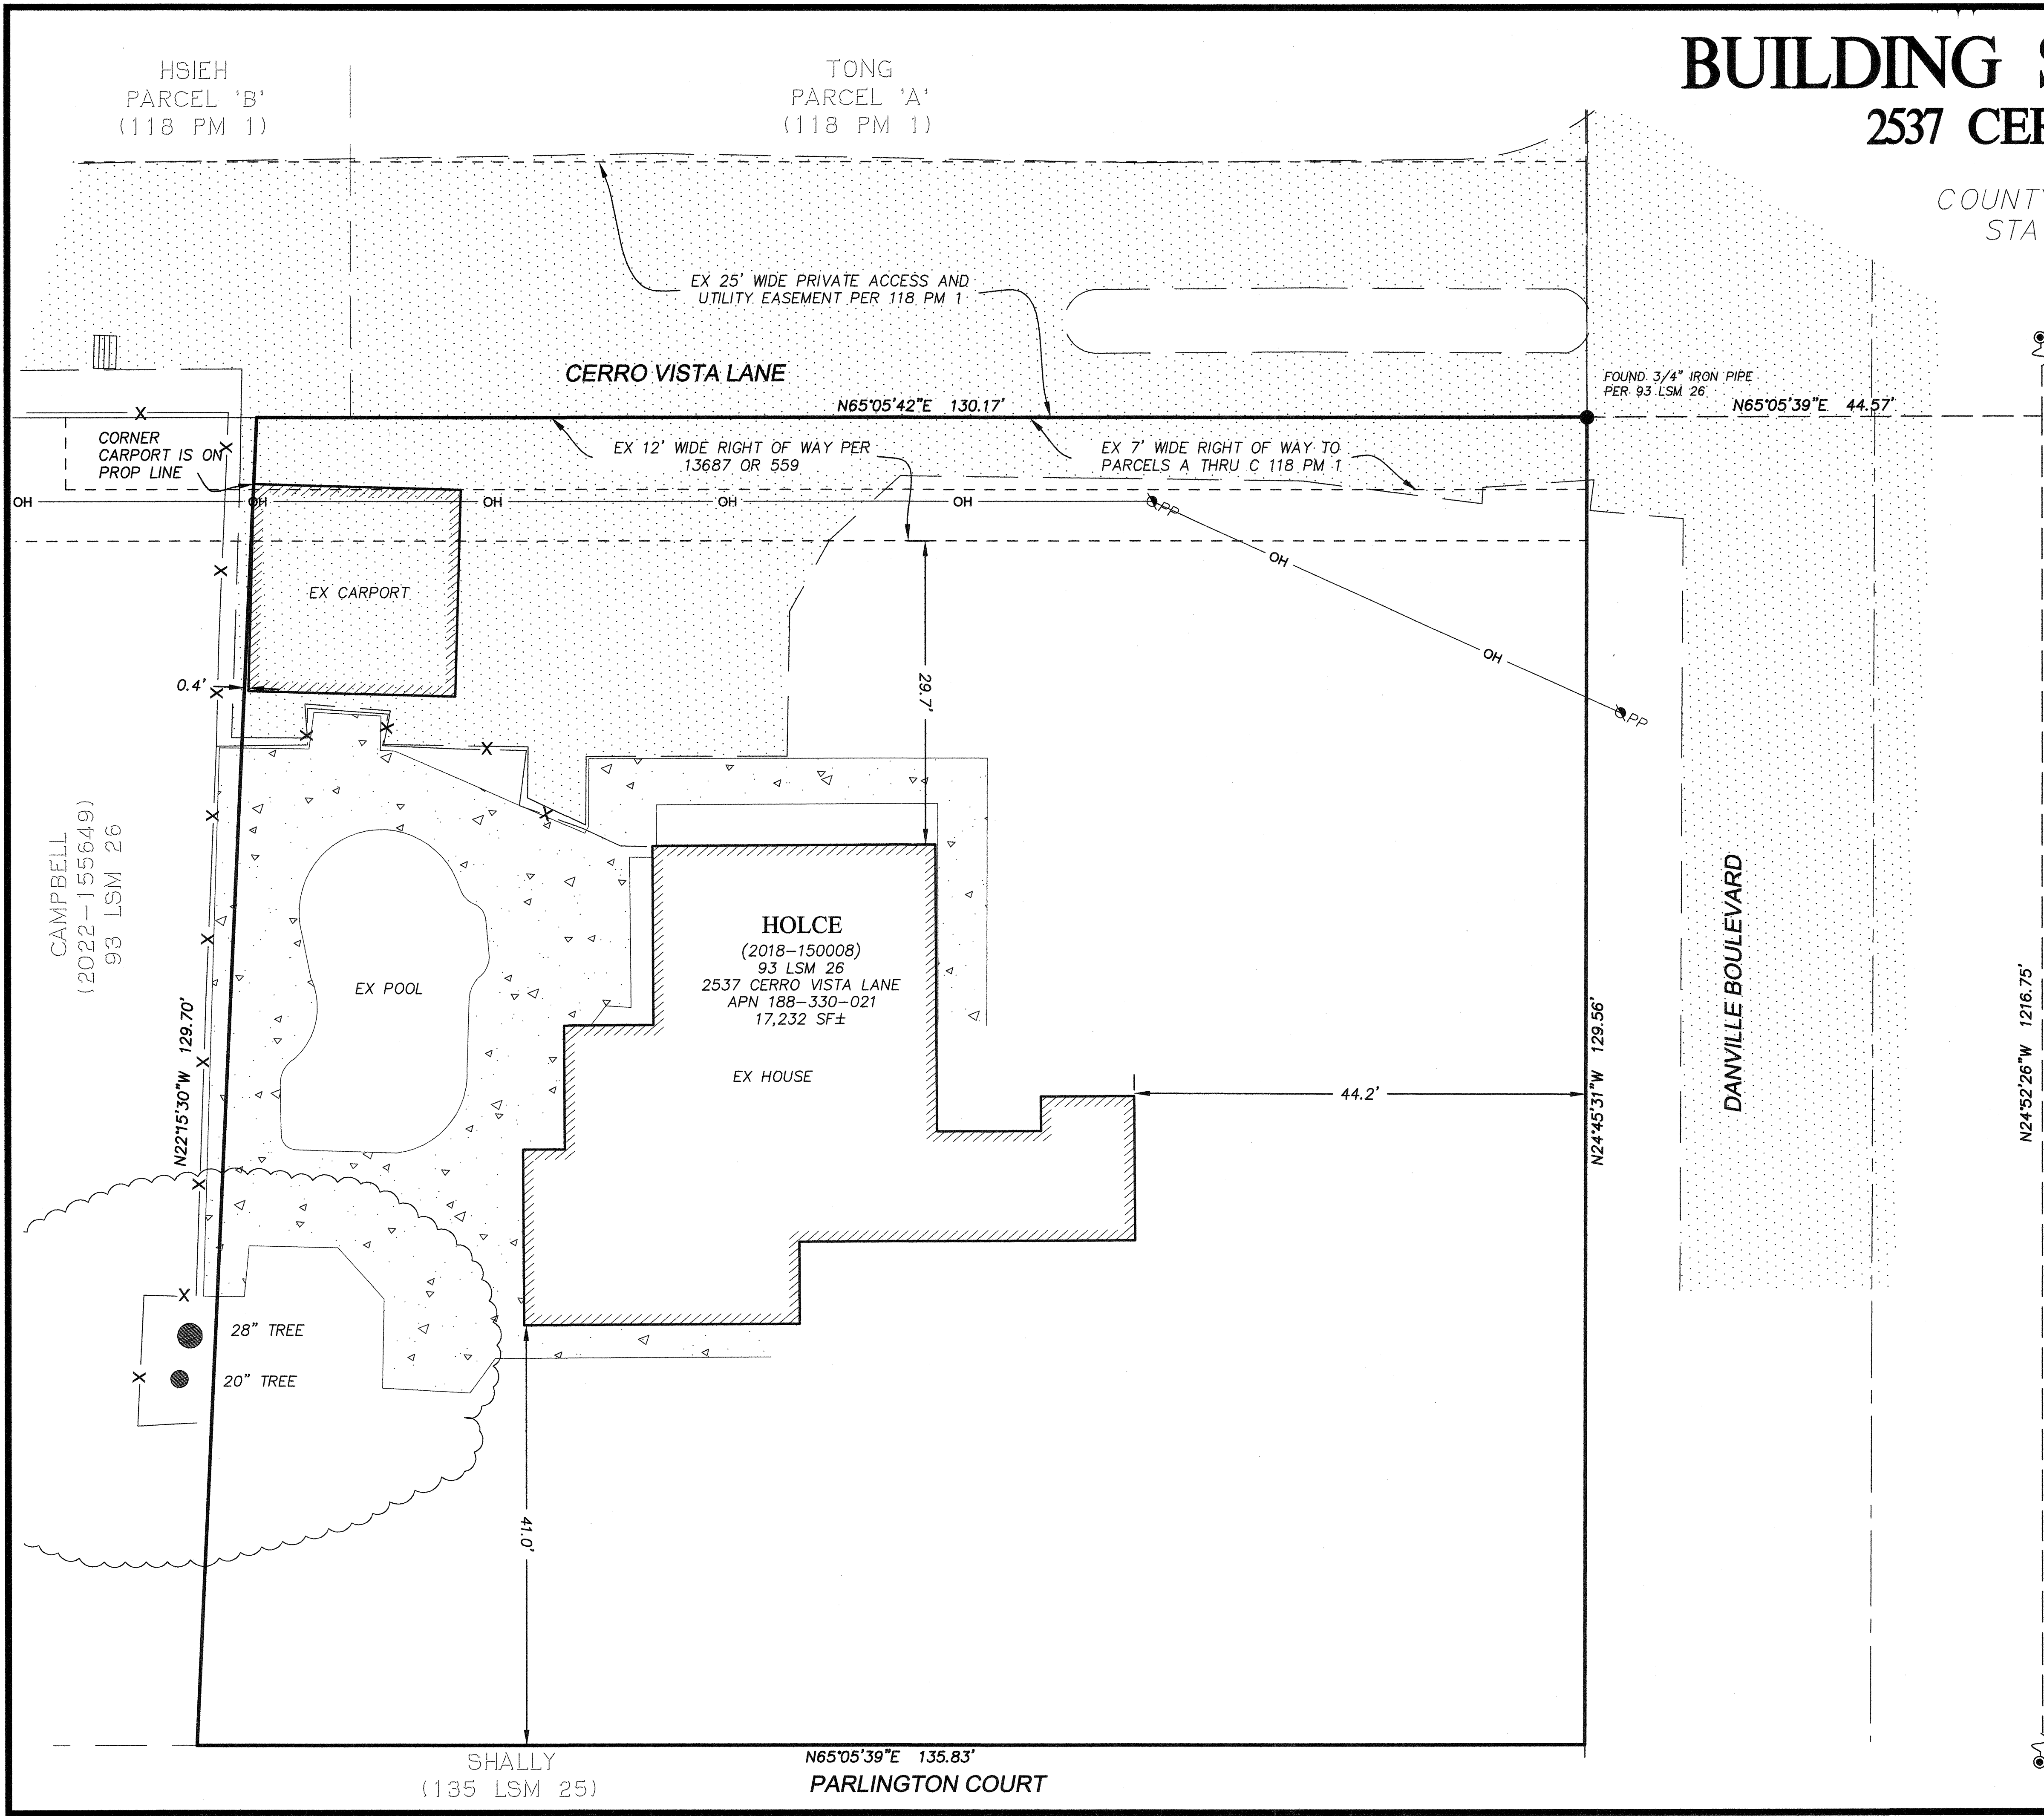 BUILDING
2537
HSIEH
PARCEL 'B'
(118 PM 1)
TONG
PARCEL 'A'
(118 PM 1)
EX 25' WIDE PRIVATE ACCESS AND
UTILITY EASEMENT PER 118 PM 1
CERRO VISTA LANE
FOUND 3/4" IRON PIPE
PER 93 LSM 26
N65°05'42"E 130.17'
N65°05'39"E 44.57'
X
CORNER
CARPORT IS ON
PROP LINE
X
EX 12' WIDE RIGHT OF WAY PER
13687 OR 559
EX 7' WIDE RIGHT OF WAY TO
PARCELS A THRU C 118 PM 1
OH
OH
OH
OH
OH
PP
OH
X
EX CARPORT
OH
0.4'
X
29.7'
PP
X
X
X
X
X
CAMPBELL
(2022-155649)
93 LSM 26
X
HOLCE
(2018-150008)
93 LSM 26
2537 CERRO VISTA LANE
APN 188-330-021
17,232 SF±
EX POOL
EX HOUSE
DANVILLE BOULEVARD
N22°15'30"W 129.70'
X
44.2'
N24°45'31"W 129.56'
N24°52'26"W 1216.75'
X
X
28" TREE
X
20" TREE
41.0'
SHALLY
(135 LSM 25)
N65°05'39"E 135.83'
PARLINGTON COURT